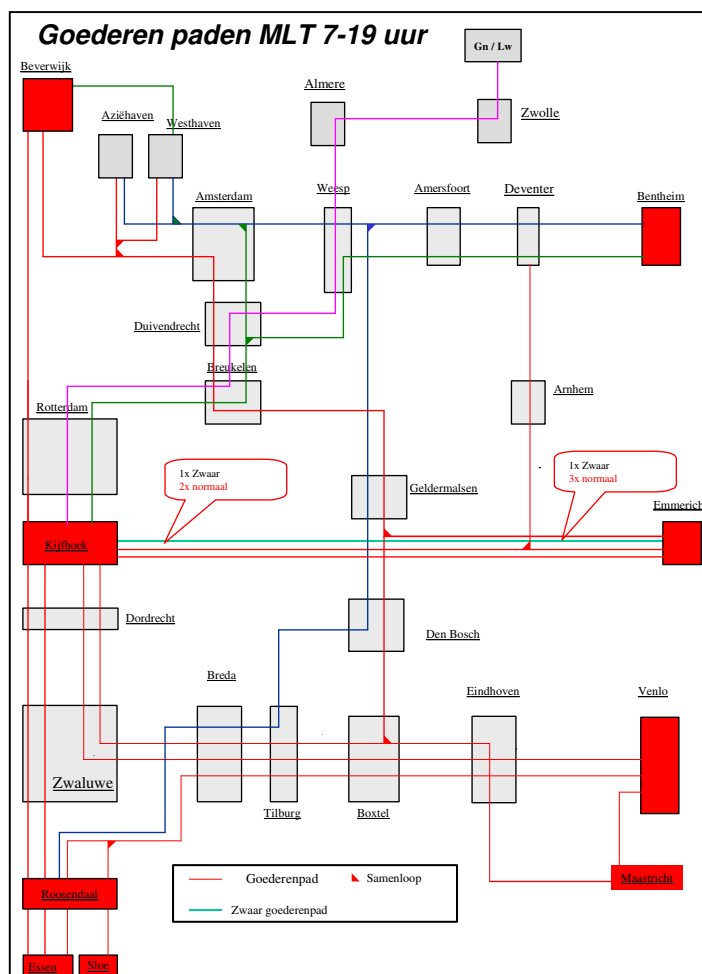 Goederen paden MLT 7-19 uur
Gn / Lw
Beverwijk
Almere
Zwolle
Aziëhaven
Westhaven
Amsterdam
Weesp
Amersfoort
Deventer
Bentheim
Duivendrecht
Breukelen
Arnhem
Rotterdam
1x Zwaar
2x normaal
1x Zwaar
3x normaal
Geldermalsen
Emmerich
Kijfhoek
Dordrecht
Den Bosch
Breda
Eindhoven
Venlo
Zwaluwe
Tilburg
Boxtel
Goederenpad
Samenloop
Maastricht
Roosendaal
Zwaar goederenpad
Essen
Sloe